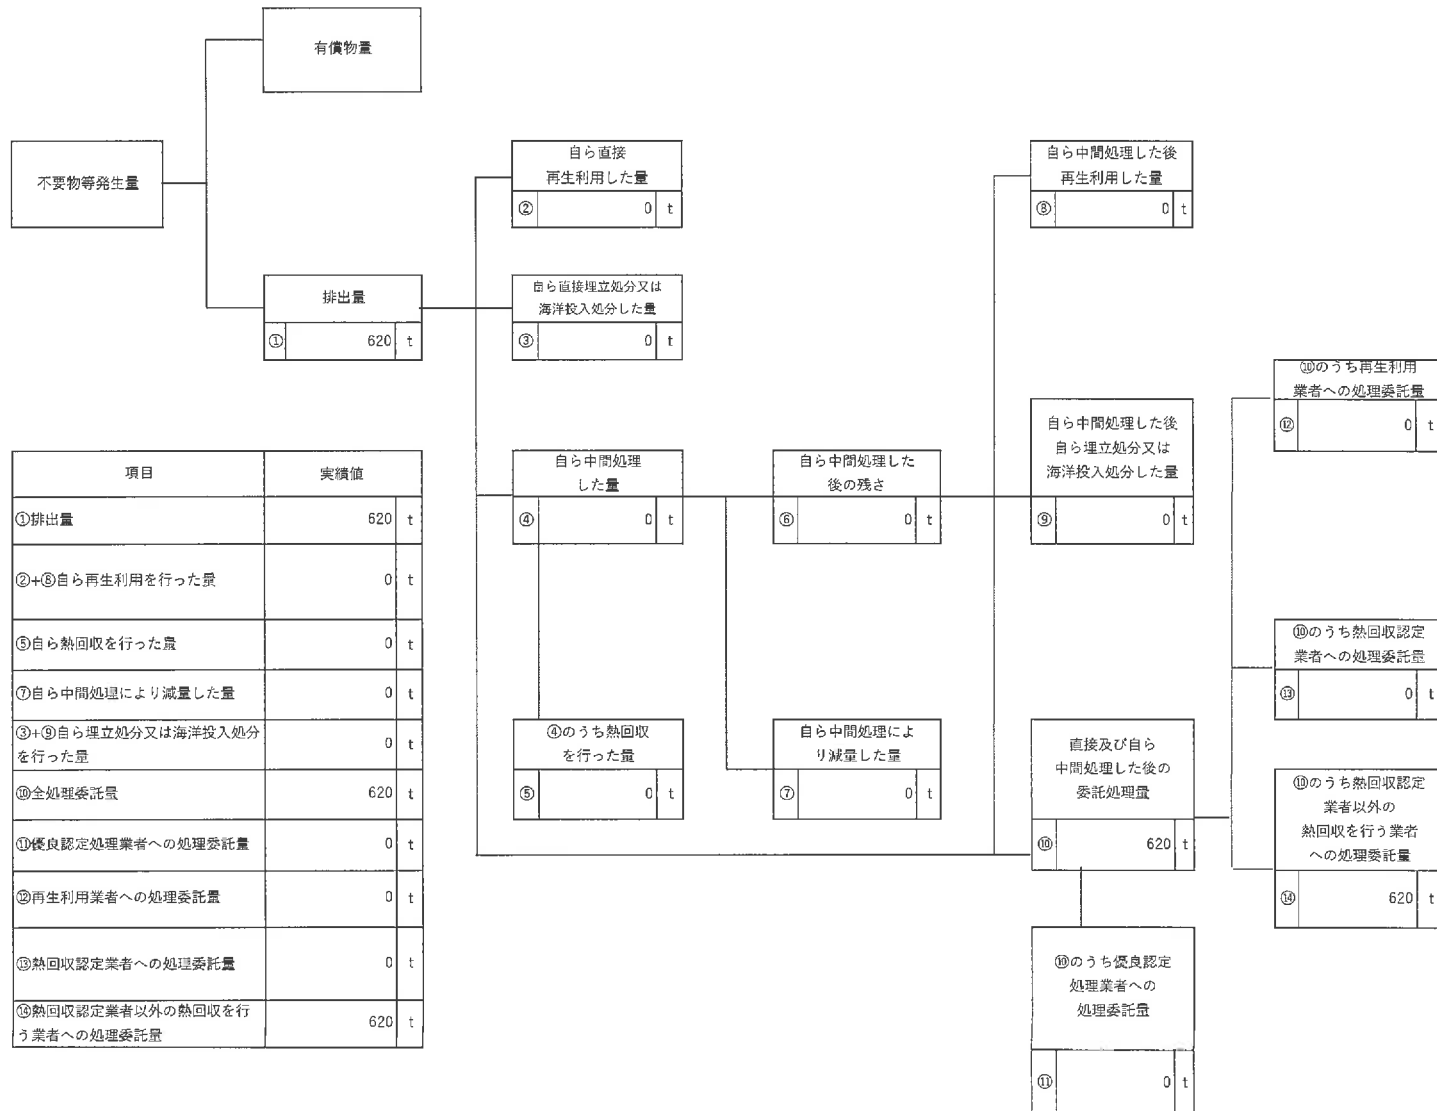 有償物量
不要物等発生量
排出量
① 620 t
自ら直接
再生利用した量
② 0 t
自ら直接埋立処分又は
海洋投入処分した量
③ 0 t
自ら中間処理
した量
④ 0 t
④のうち熱回収
を行った量
⑤ 0 t
自ら中間処理した
後の残さ
⑥ 0 t
自ら中間処理によ
り減量した量
⑦ 0 t
自ら中間処理した後
再生利用した量
⑧ 0 t
自ら中間処理した後
自ら埋立処分又は
海洋投入処分した量
⑨ 0 t
直接及び自ら
中間処理した後の
委託処理量
⑩ 620 t
⑩のうち優良認定
処理業者への
処理委託量
⑪ 0 t
⑩のうち再生利用
業者への処理委託量
⑫ 0 t
⑩のうち熱回収認定
業者への処理委託量
⑬ 0 t
⑩のうち熱回収認定
業者以外の
熱回収を行う業者
への処理委託量
⑭ 620 t
項目 実績値
①排出量 620 t
②+⑧自ら再生利用を行った量 0 t
⑤自ら熱回収を行った量 0 t
⑦自ら中間処理により減量した量 0 t
③+⑨自ら埋立処分又は海洋投入処分
を行った量 0 t
⑩全処理委託量 620 t
⑪優良認定処理業者への処理委託量 0 t
⑫再生利用業者への処理委託量 0 t
⑬熱回収認定業者への処理委託量 0 t
⑭熱回収認定業者以外の熱回収を行
う業者への処理委託量 620 t